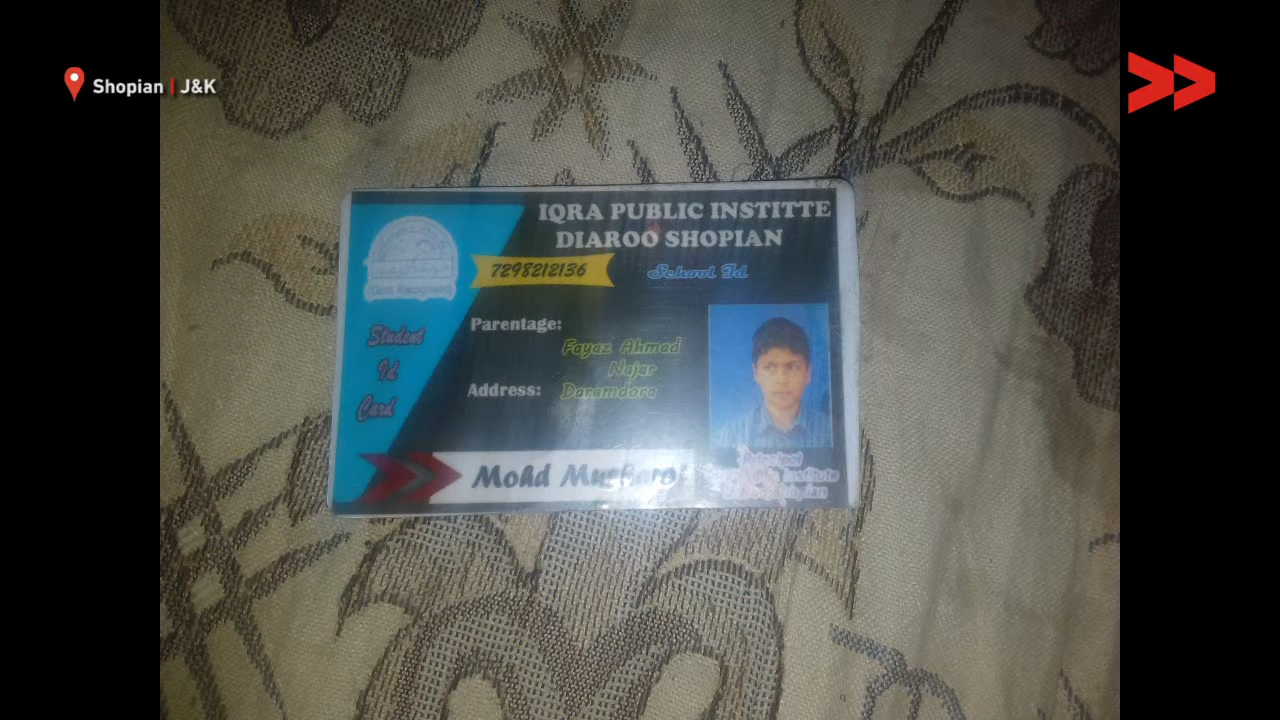 Shopian | J&K
IQRA PUBLIC INSTITTE
DIAROO SHOPIAN
7298212136
School Id
Student
Id
Card
Parentage:
Fayaz Ahmad
Najar
Address: Daramdora
Mohd
institute